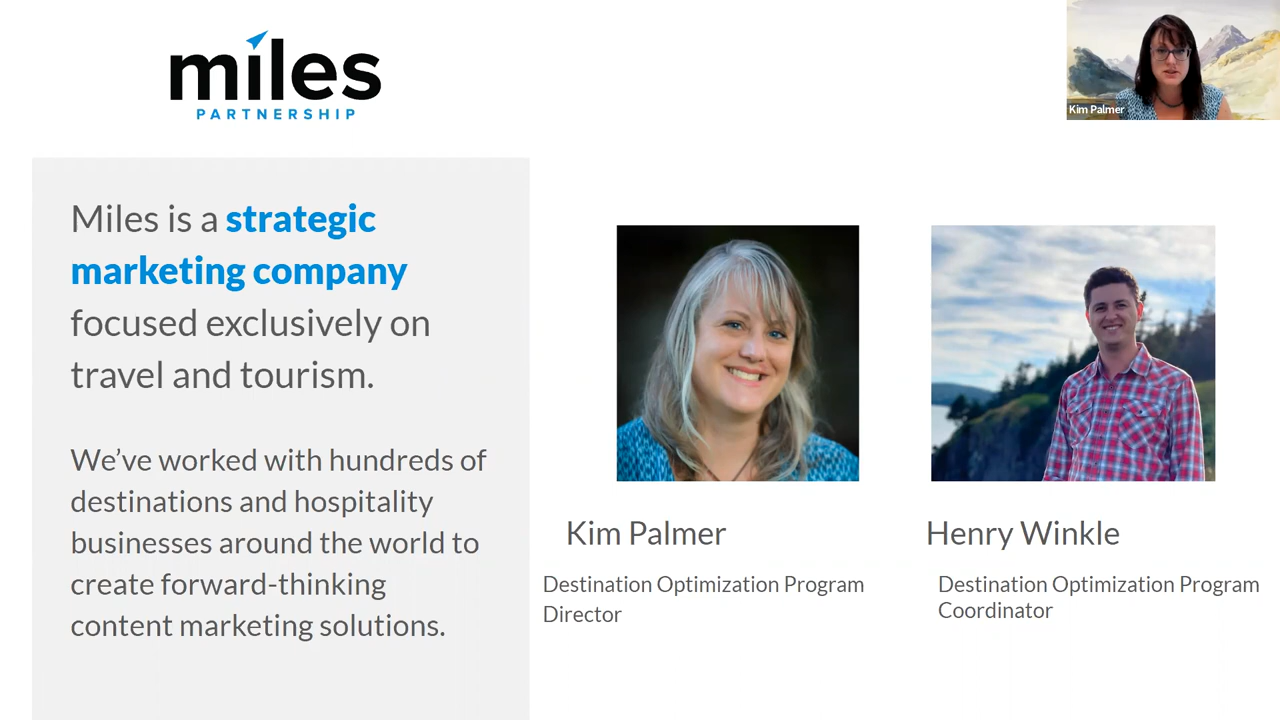 miles
PARTNERSHIP
Kim Palmer
Miles is a strategic
marketing company
focused exclusively on
travel and tourism.
We've worked with hundreds of
destinations and hospitality
businesses around the world to
create forward-thinking
content marketing solutions.
Kim Palmer
Destination Optimization Program
Director
Henry Winkle
Destination Optimization Program
Coordinator